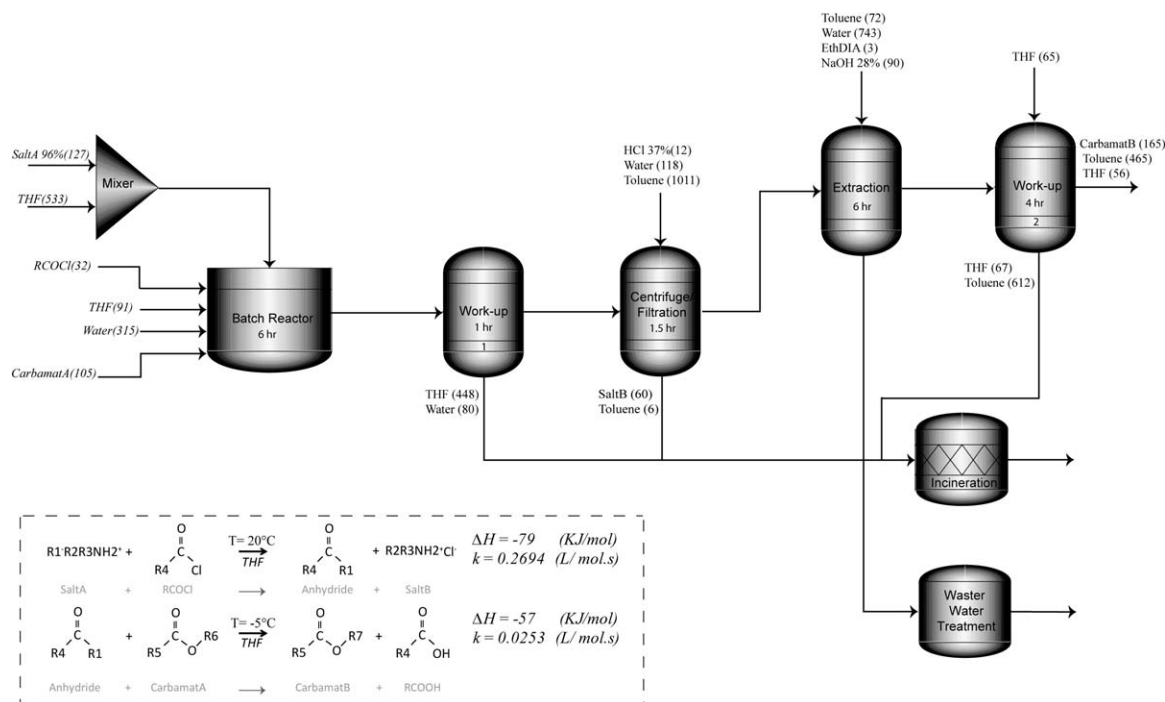 Toluene (72)
Water (743)
EthDIA (3)
NaOH 28% (90)
THF (65)
SaltA 96%(127)
Mixer
THF(533)
HCl 37%(12)
Water (118)
Toluene (1011)
CarbamatB (165)
Toluene (465)
THF (56)
Extraction
6 hr
Work-up
4 hr
2
RCOCl(32)
THF(91)
Water(315)
CarbamatA(105)
Batch Reactor
6 hr
Work-up
1 hr
1
Centrifuge/
Filtration
1.5 hr
THF (67)
Toluene (612)
THF (448)
Water (80)
SaltB (60)
Toluene (6)
Incineration
Waster
Water
Treatment
R1-R2R3NH2+ + O R4 Cl T= 20°C THF O R4 R1 + R2R3NH2+Cl- ΔH = -79 (KJ/mol)
k = 0.2694 (L/ mol.s)
SaltA + RCOCl → Anhydride + SaltB
O R4 R1 + O R5 O R6 T= -5°C THF O R5 O R7 + O R4 OH ΔH = -57 (KJ/mol)
k = 0.0253 (L/ mol.s)
Anhydride + CarbamatA → CarbamatB + RCOOH